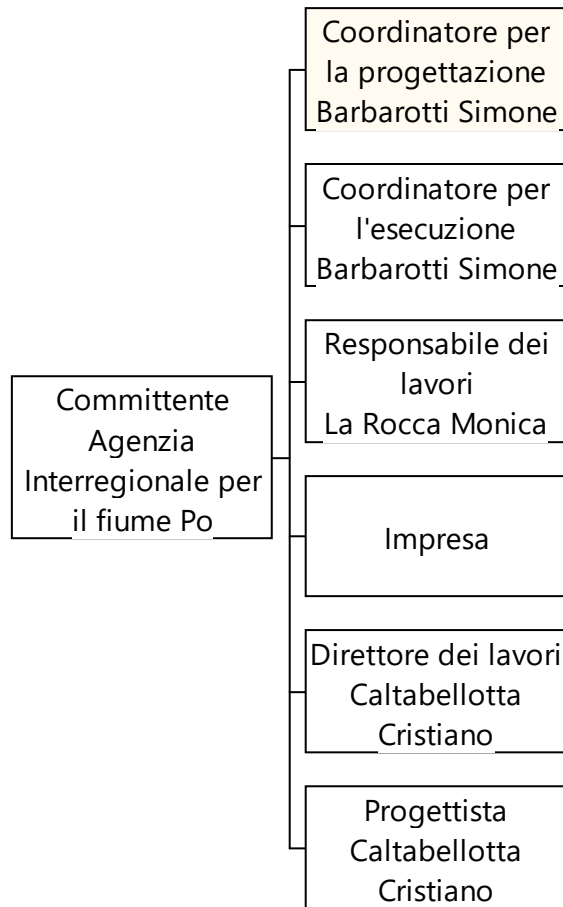 Coordinatore per
la progettazione
Barbarotti Simone
Coordinatore per
l'esecuzione
Barbarotti Simone
Responsabile dei
lavori
La Rocca Monica
Committente
Agenzia
Interregionale per
il fiume Po
Impresa
Direttore dei lavori
Caltabellotta
Cristiano
Progettista
Caltabellotta
Cristiano